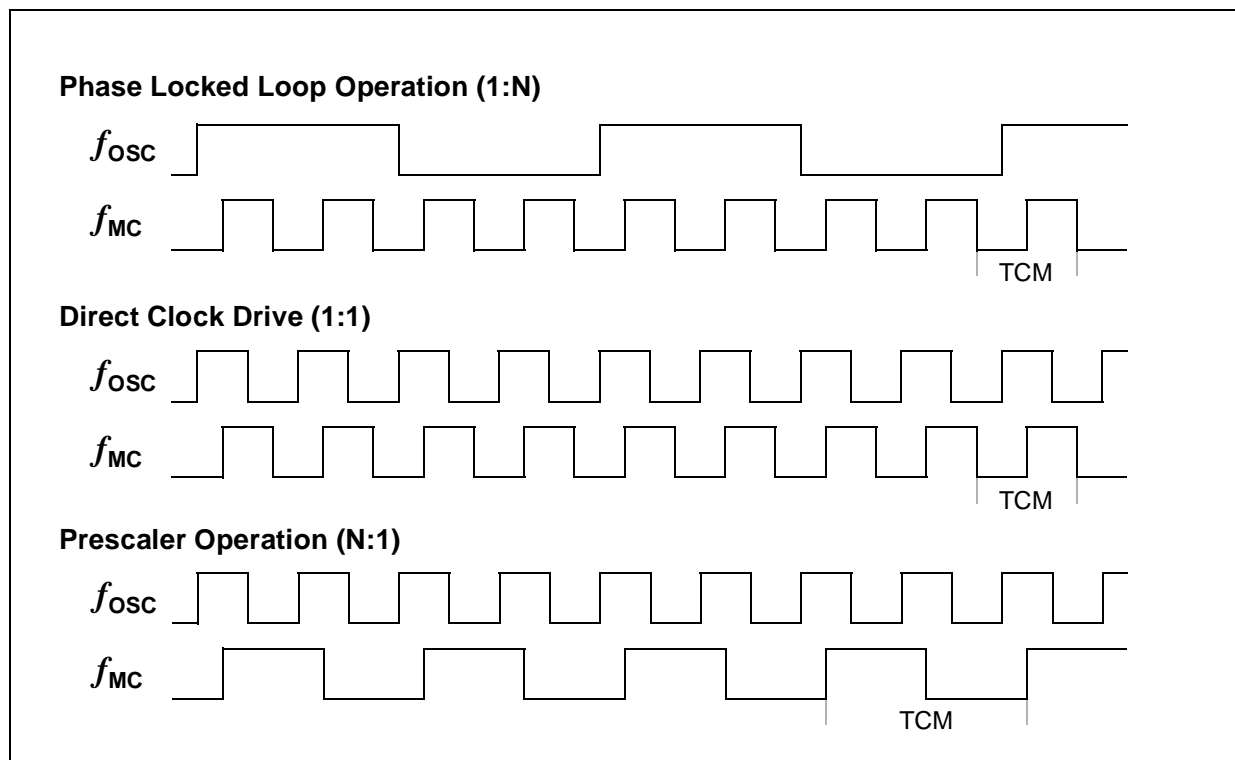 Phase Locked Loop Operation (1:N)
fOSC
fMC
TCM
Direct Clock Drive (1:1)
fOSC
fMC
TCM
Prescaler Operation (N:1)
fOSC
fMC
TCM